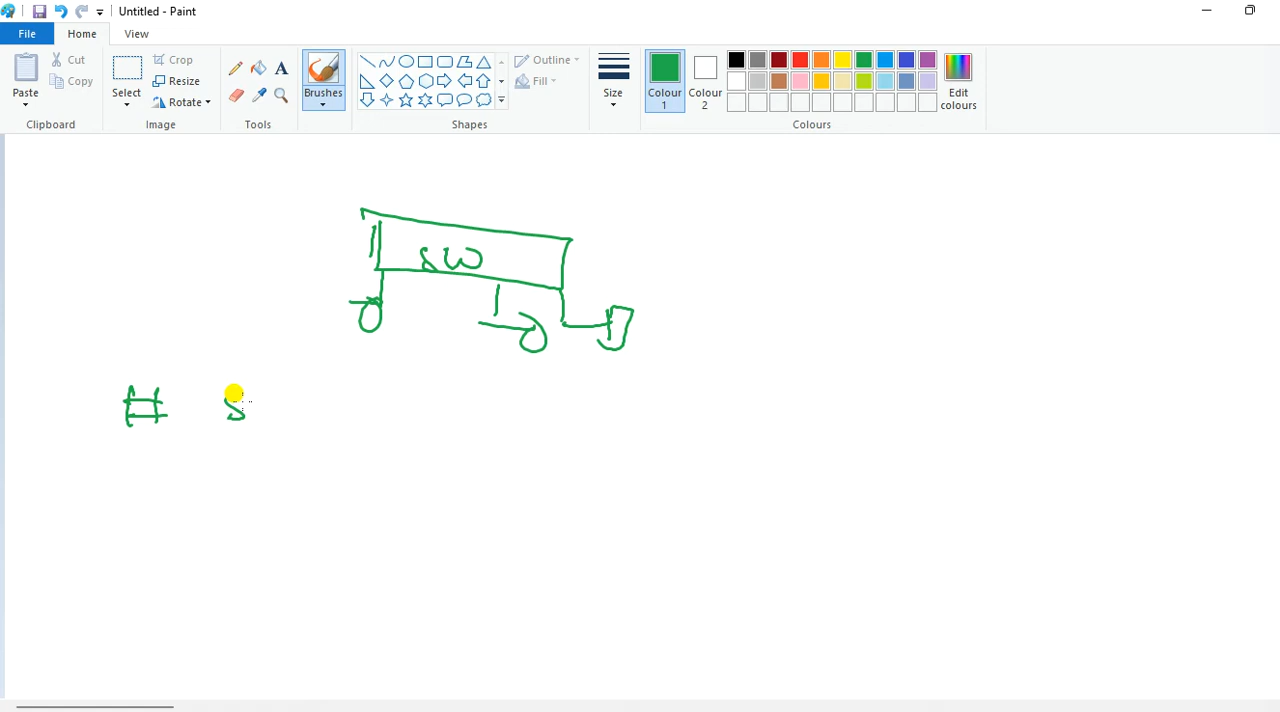 Untitled - Paint
File Home View
Paste Cut Copy Clipboard
Select Crop Resize Rotate Image
Tools
Brushes
Shapes
Outline Fill
Size
Colour 1 Colour 2 Edit colours Colours
SW
S